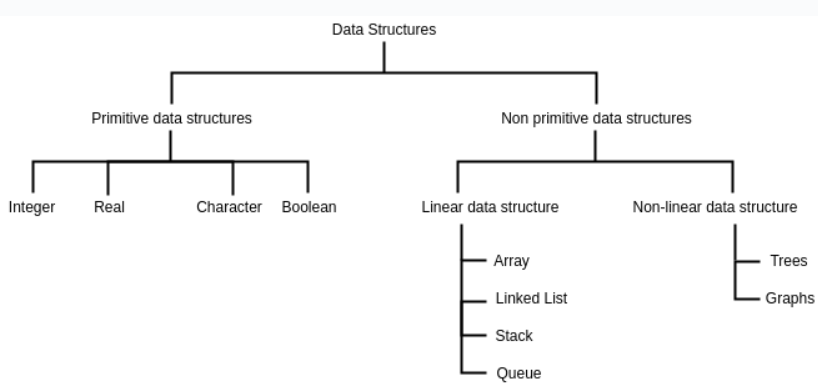 Data Structures
Primitive data structures
Non primitive data structures
Integer
Real
Character
Boolean
Linear data structure
Non-linear data structure
Array
Linked List
Stack
Queue
Trees
Graphs